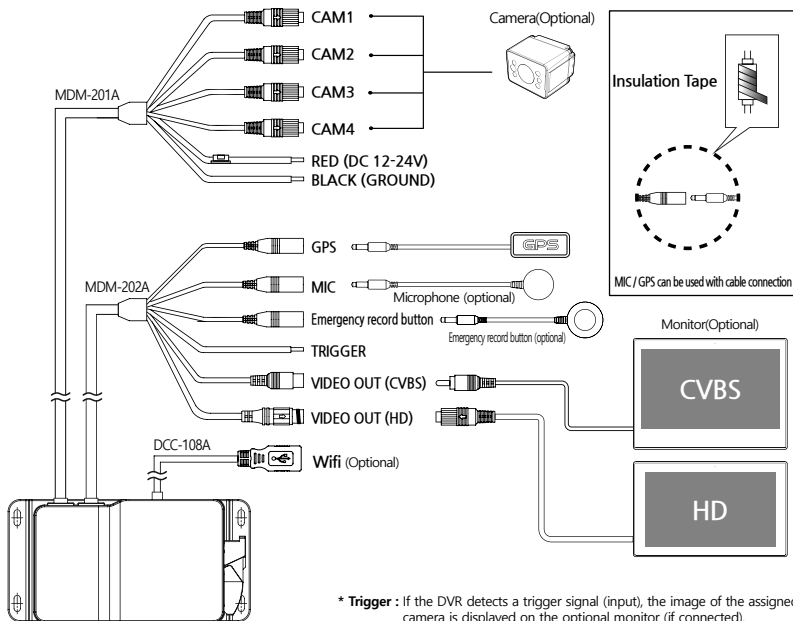 CAM1
Camera(Optional)
CAM2
Insulation Tape
MDM-201A
CAM3
CAM4
RED (DC 12-24V)
BLACK (GROUND)
GPS
GPS
MDM-202A
MIC
Microphone (optional)
MIC / GPS can be used with cable connection
Emergency record button
Emergency record button (optional)
Monitor(Optional)
TRIGGER
VIDEO OUT (CVBS)
CVBS
VIDEO OUT (HD)
DCC-108A
Wifi (Optional)
HD
* Trigger : If the DVR detects a trigger signal (input), the image of the assigned
camera is displayed on the optional monitor (if connected).